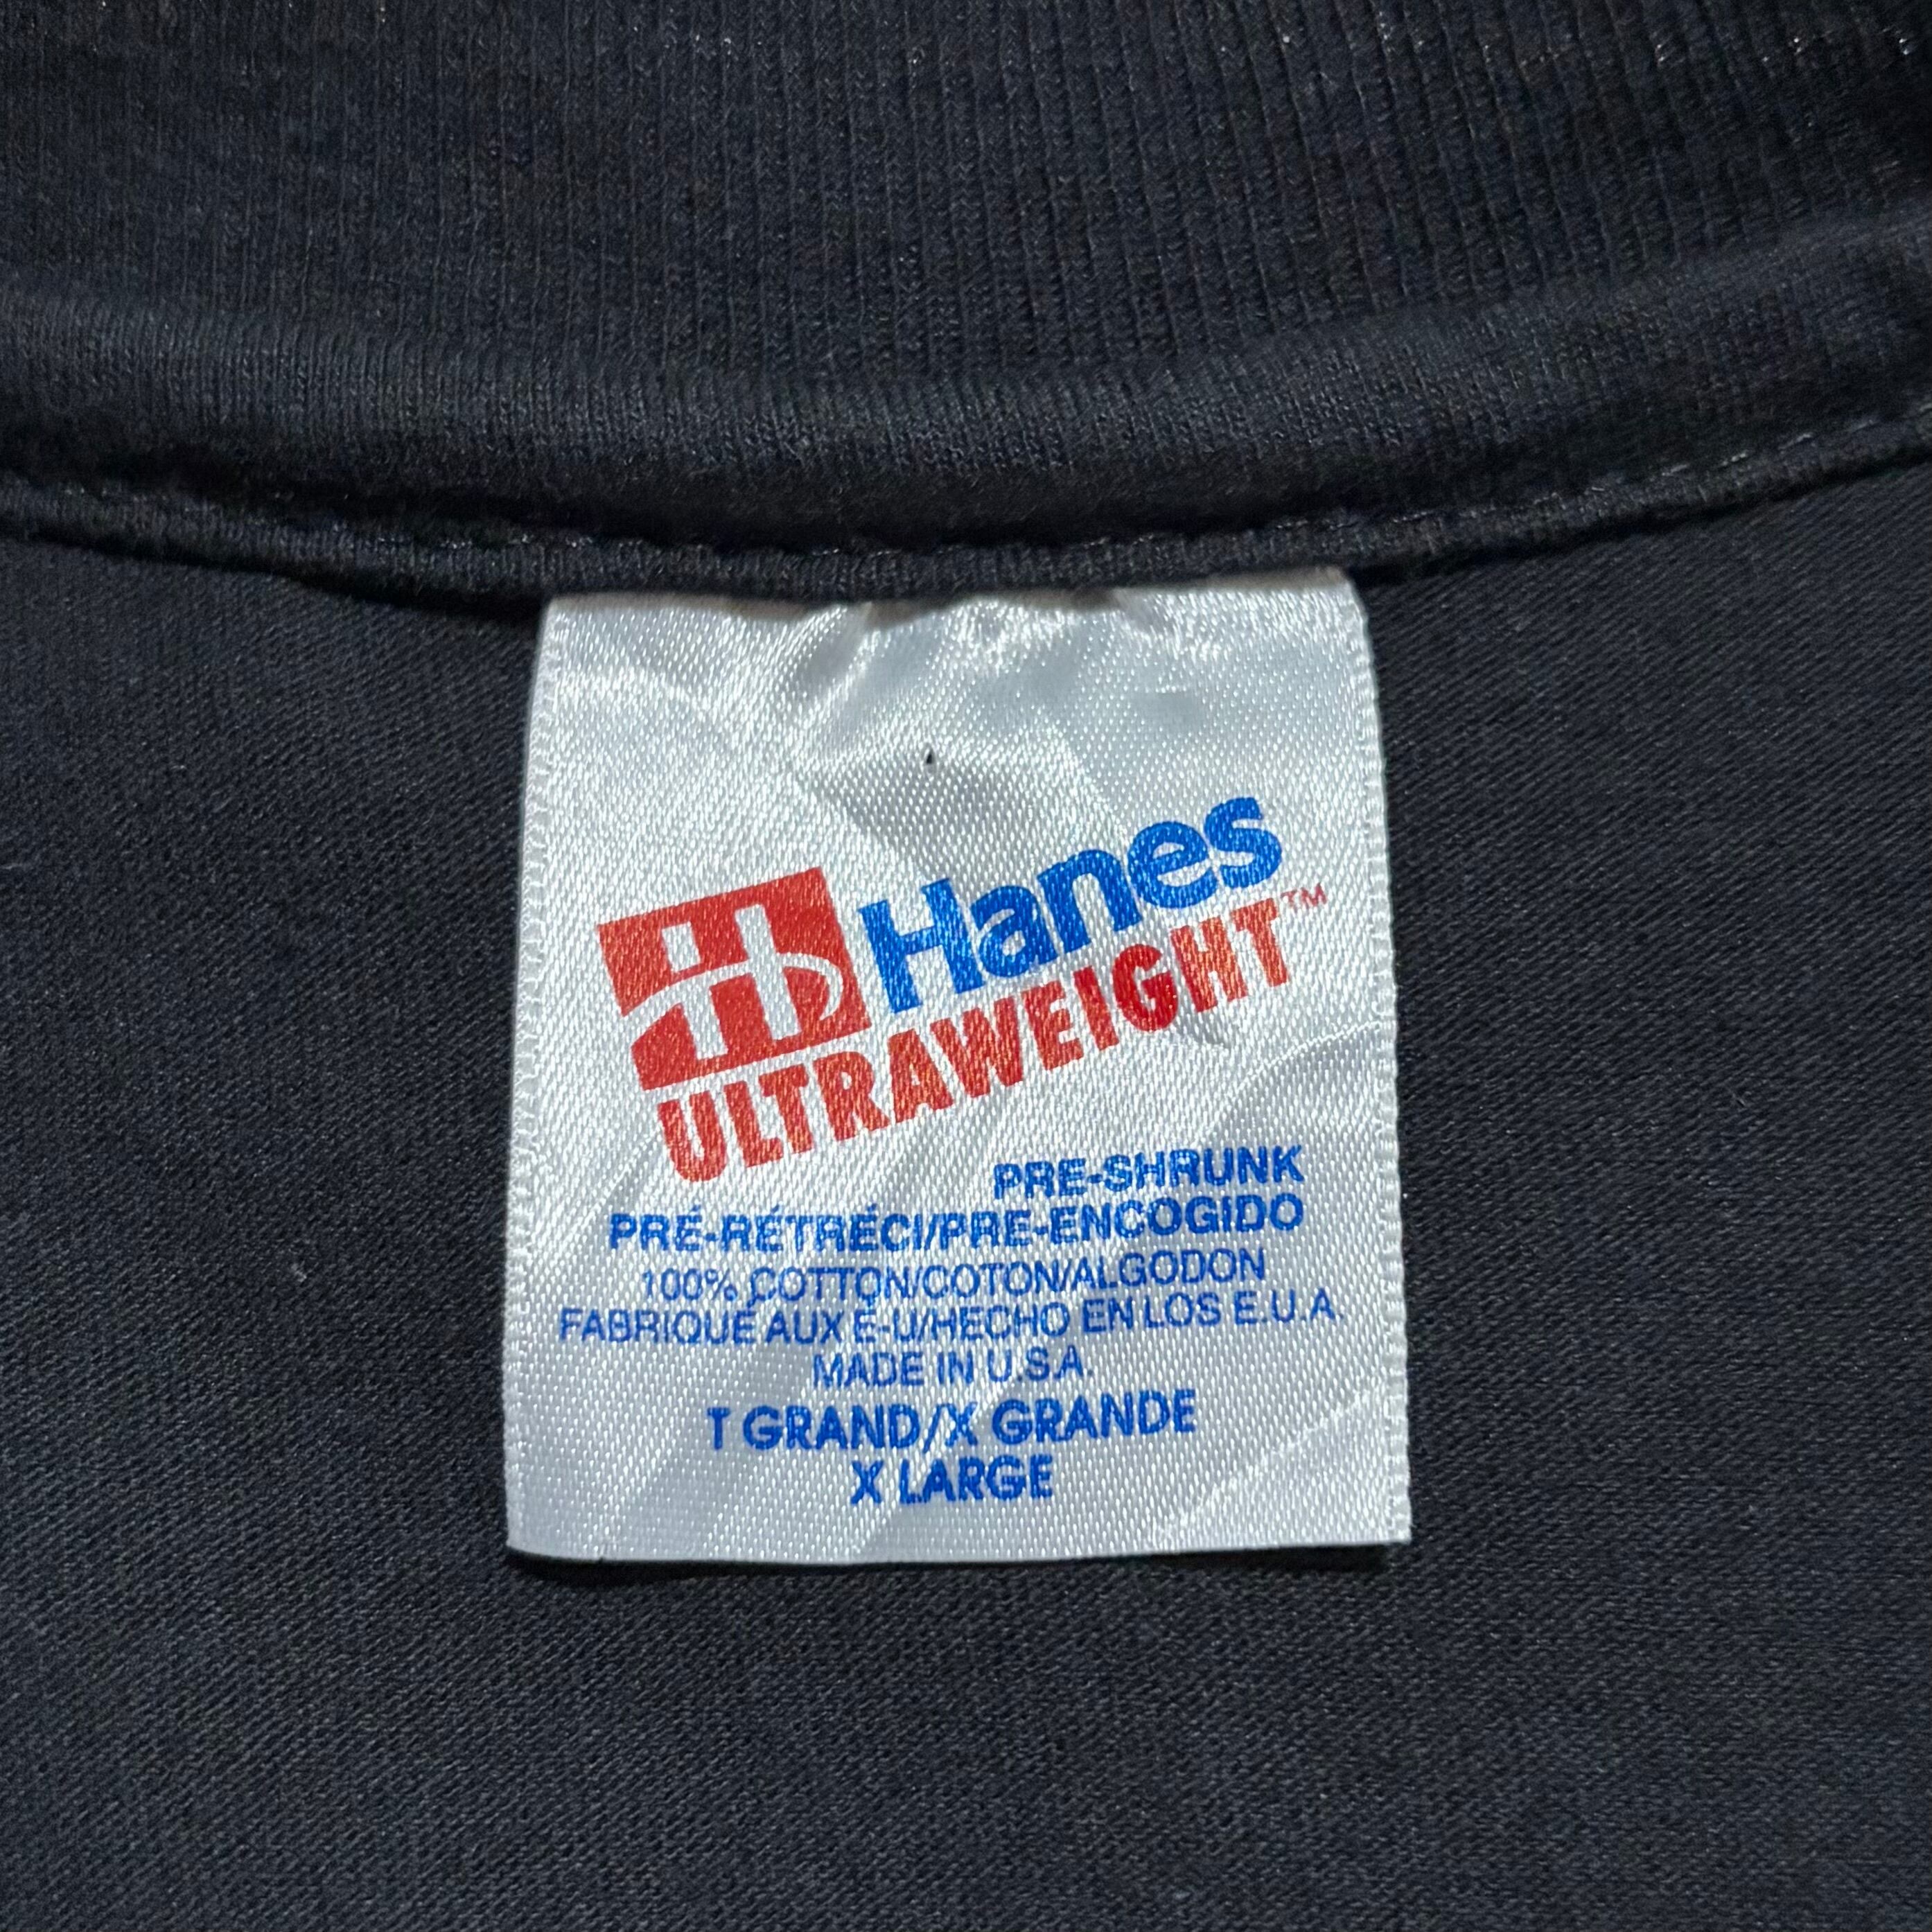 H Hanes
ULTRAWEIGHT™
PRE-SHRUNK
PRÉ-RÉTRÉCI/PRE-ENCOGIDO
100% COTTON/COTON/ALGODON
FABRIQUÉ AUX É-U/HECHO EN LOS E.U.A
MADE IN U.S.A.
T GRAND/X GRANDE
X LARGE